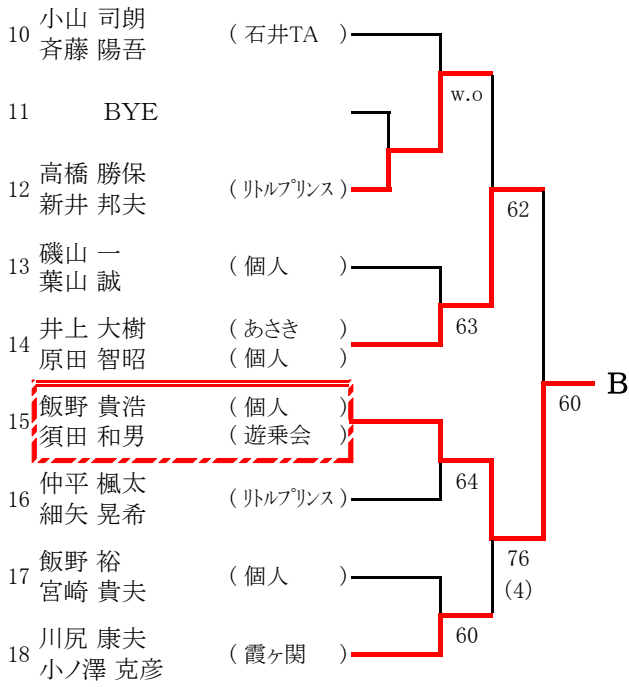 10 小山 司朗 ( 石井TA )
斉藤 陽吾
w.o
11 BYE
12 高橋 勝保 ( リトルプリンス )
新井 邦夫
62
13 磯山 一 ( 個人 )
葉山 誠
63
14 井上 大樹 ( あさき )
原田 智昭 ( 個人 )
60 B
15 飯野 貴浩 ( 個人 )
須田 和男 ( 遊乗会 )
64
16 仲平 楓太 ( リトルプリンス )
細矢 晃希
76
(4)
17 飯野 裕 ( 個人 )
宮崎 貴夫
60
18 川尻 康夫 ( 霞ヶ関 )
小ノ澤 克彦